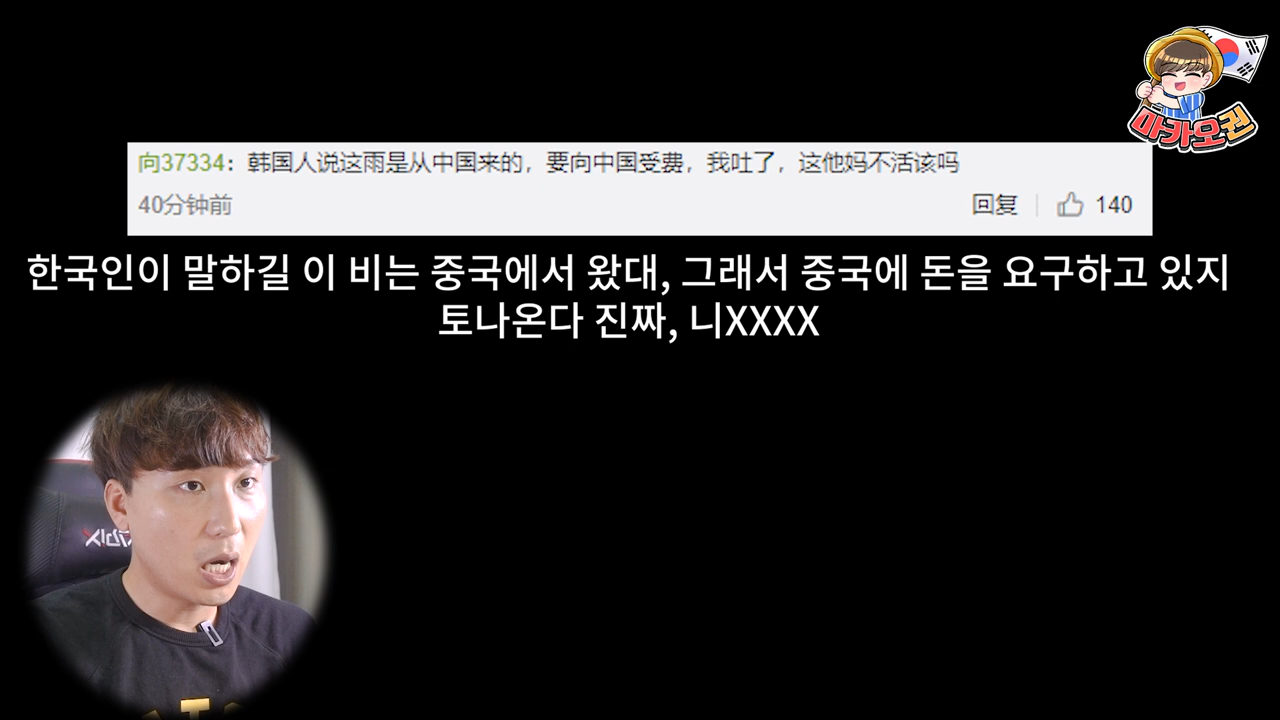 마카오권
向37334：韩国人说这雨是从中国来的，要向中国受费，我吐了，这他妈不活该吗
40分钟前
回复 140
한국인이 말하길 이 비는 중국에서 왔대, 그래서 중국에 돈을 요구하고 있지
토나온다 진짜, 니XXXX